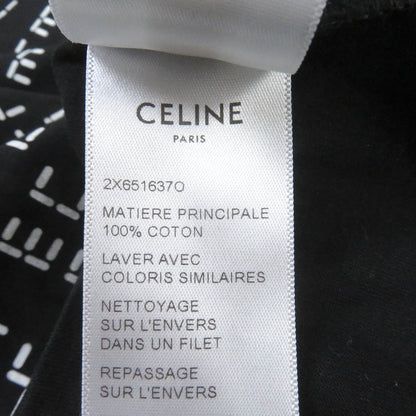 CELINE
PARIS
2X651637O
MATIERE PRINCIPALE
100% COTON
LAVER AVEC
COLORIS SIMILAIRES
NETTOYAGE
SUR L'ENVERS
DANS UN FILET
REPASSAGE
SUR L'ENVERS